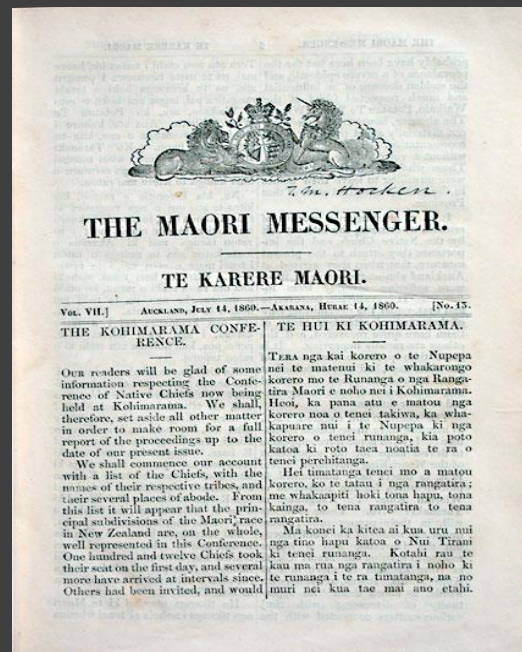 T. M. Hocken.
THE MAORI MESSENGER.
TE KARERE MAORI.
VOL. VII.] AUCKLAND, JULY 14, 1860.—AKARANA, HURAE 14, 1860. [NO. 13.
THE KOHIMARAMA CONFE-
RENCE.
OUR readers will be glad of some
information respecting the Confe-
rence of Native Chiefs now being
held at Kohimarama. We shall,
therefore, set aside all other matter
in order to make room for a full
report of the proceedings up to the
date of our present issue.
We shall commence our account
with a list of the Chiefs, with the
names of their respective tribes, and
their several places of abode. From
this list it will appear that the prin-
cipal subdivisions of the Maori race
in New Zealand are, on the whole,
well represented in this Conference.
One hundred and twelve Chiefs took
their seat on the first day, and several
more have arrived at intervals since.
Others had been invited, and would
TE HUI KI KOHIMARAMA.
TERA nga kai korero o te Nupepa
nei te matenui ki te whakarongo
korero mo te Runanga o nga Ranga-
tira Maori e noho nei i Kohimarama.
Heoi, ka pana atu e matou nga
korero noa o tenei takiwa, ka wha-
kapuare nui i te Nupepa ki nga
korero o tenei runanga, kia poto
katoa ki roto taea noatia te ra o
tenei perehitanga.
Hei timatanga tenei mo a matou
korero, ko te tatau i nga rangatira;
me whakapiti hoki tona hapu, tona
kainga, to tena rangatira to tena
rangatira.
Ma konei ka kitea ai kua uru nui
nga tino hapu katoa o Nui Tirani
ki tenei runanga. Kotahi rau te
kau ma rua nga rangatira i noho ki
te runanga i te ra timatanga, na no
muri nei kua tae mai ano etahi.